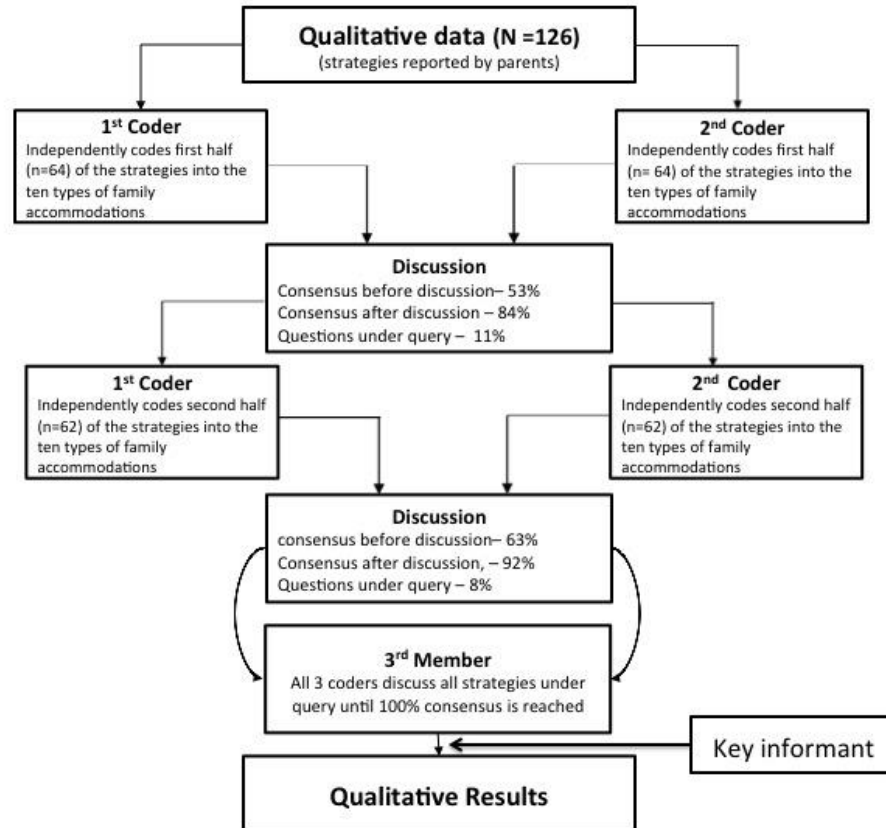 Qualitative data (N =126)
(strategies reported by parents)
1st Coder
Independently codes first half
(n=64) of the strategies into the
ten types of family
accommodations
2nd Coder
Independently codes first half
(n= 64) of the strategies into the
ten types of family
accommodations
Discussion
Consensus before discussion– 53%
Consensus after discussion – 84%
Questions under query – 11%
1st Coder
Independently codes second half
(n=62) of the strategies into the
ten types of family
accommodations
2nd Coder
Independently codes second half
(n=62) of the strategies into the
ten types of family
accommodations
Discussion
consensus before discussion– 63%
Consensus after discussion, – 92%
Questions under query – 8%
3rd Member
All 3 coders discuss all strategies under
query until 100% consensus is reached
Key informant
Qualitative Results